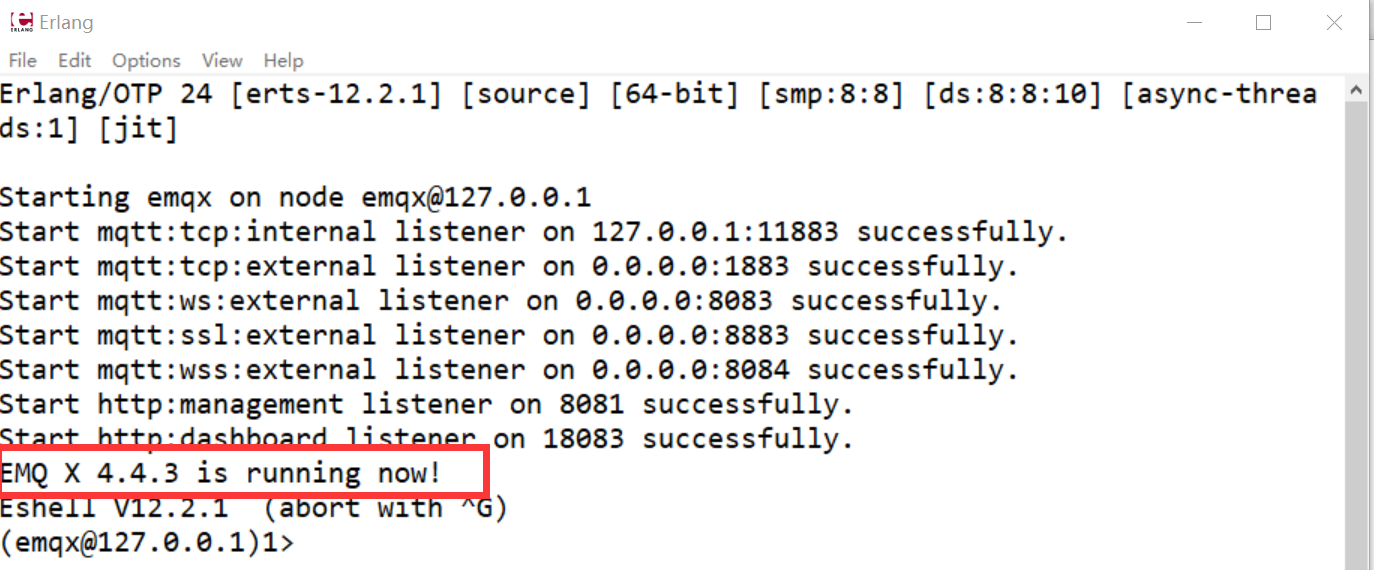 ERLANG Erlang
File Edit Options View Help
Erlang/OTP 24 [erts-12.2.1] [source] [64-bit] [smp:8:8] [ds:8:8:10] [async-threa
ds:1] [jit]
Starting emqx on node emqx@127.0.0.1
Start mqtt:tcp:internal listener on 127.0.0.1:11883 successfully.
Start mqtt:tcp:external listener on 0.0.0.0:1883 successfully.
Start mqtt:ws:external listener on 0.0.0.0:8083 successfully.
Start mqtt:ssl:external listener on 0.0.0.0:8883 successfully.
Start mqtt:wss:external listener on 0.0.0.0:8084 successfully.
Start http:management listener on 8081 successfully.
Start http:dashboard listener on 18083 successfully.
EMQ X 4.4.3 is running now!
Eshell V12.2.1  (abort with ^G)
(emqx@127.0.0.1)1>